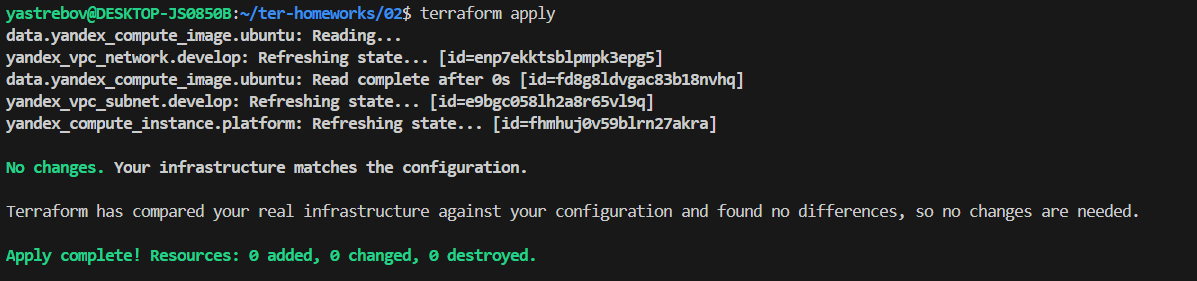 yastrebov@DESKTOP-JS0850B:~/ter-homeworks/02$ terraform apply
data.yandex_compute_image.ubuntu: Reading...
yandex_vpc_network.develop: Refreshing state... [id=enp7ekktsblpmpk3epg5]
data.yandex_compute_image.ubuntu: Read complete after 0s [id=fd8g8ldvgac83b18nvhq]
yandex_vpc_subnet.develop: Refreshing state... [id=e9bgc058lh2a8r65vl9q]
yandex_compute_instance.platform: Refreshing state... [id=fhmhuj0v59blrn27akra]
No changes. Your infrastructure matches the configuration.
Terraform has compared your real infrastructure against your configuration and found no differences, so no changes are needed.
Apply complete! Resources: 0 added, 0 changed, 0 destroyed.